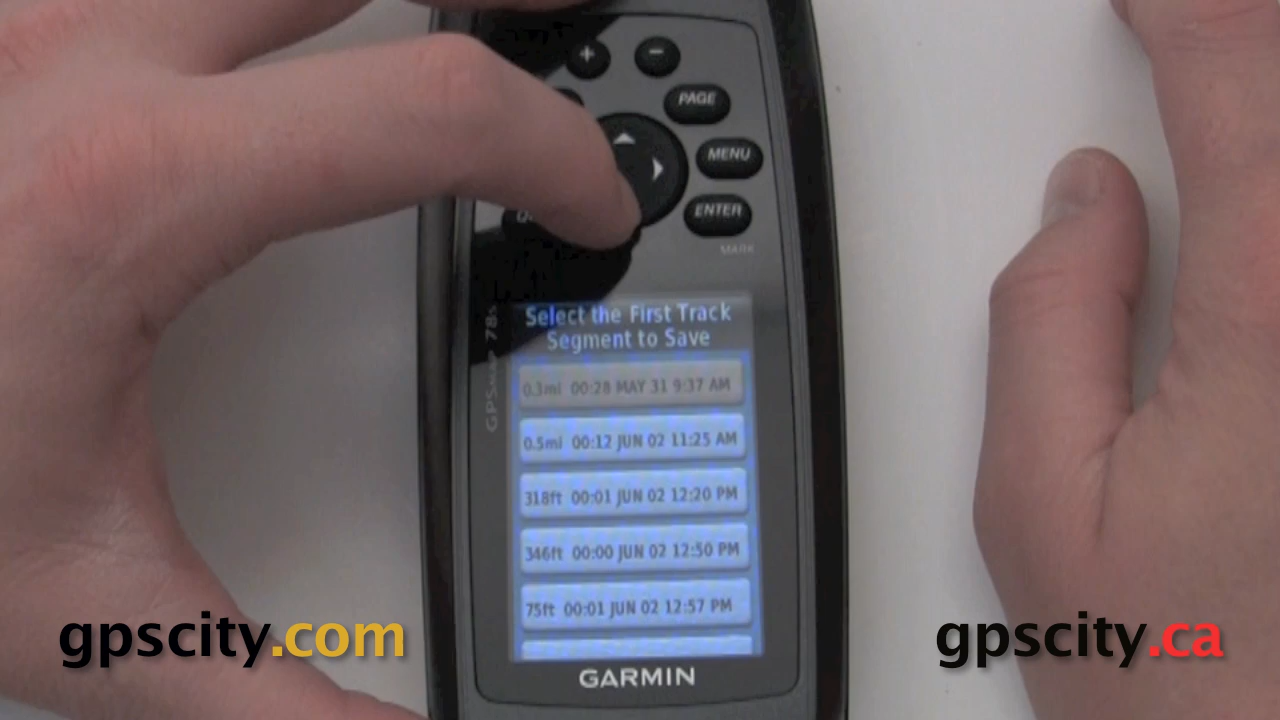 +
−
PAGE
MENU
ENTER
MARK
Select the First Track
Segment to Save
0.3mi 00:28 MAY 31 9:37 AM
0.5mi 00:12 JUN 02 11:25 AM
318ft 00:01 JUN 02 12:20 PM
346ft 00:00 JUN 02 12:50 PM
75ft 00:01 JUN 02 12:57 PM
GPSMAP 78s
GARMIN
gpscity.com
gpscity.ca